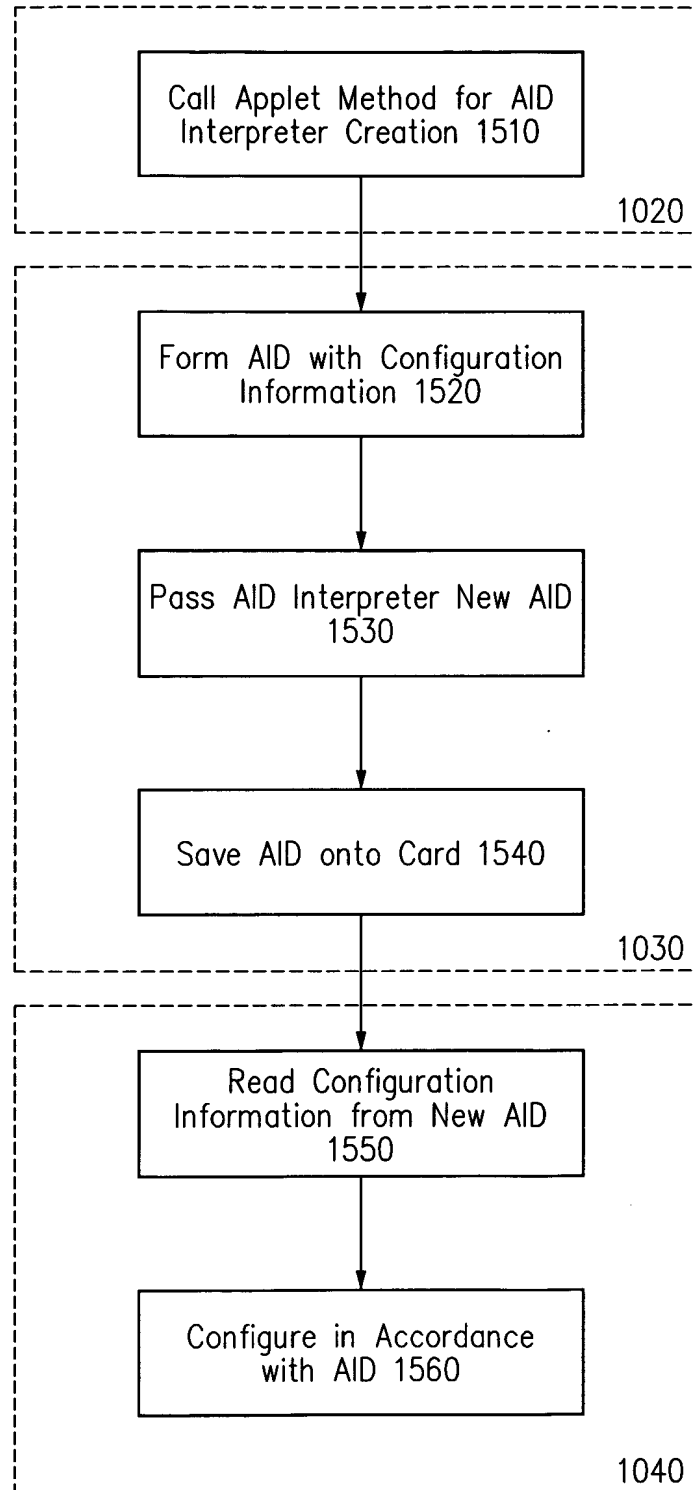 Call Applet Method for AID
Interpreter Creation 1510
1020
Form AID with Configuration
Information 1520
Pass AID Interpreter New AID
1530
Save AID onto Card 1540
1030
Read Configuration
Information from New AID
1550
Configure in Accordance
with AID 1560
1040